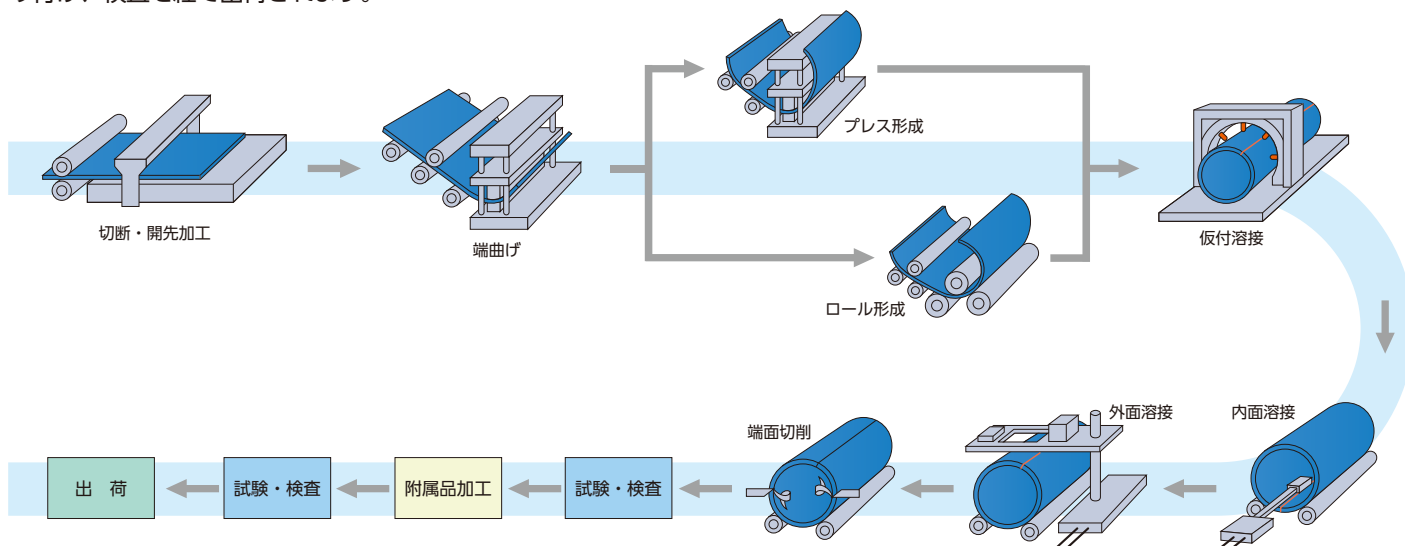 プレス形成
切断・開先加工
端曲げ
仮付溶接
ロール形成
外面溶接
内面溶接
端面切削
出 荷
試験・検査
附属品加工
試験・検査